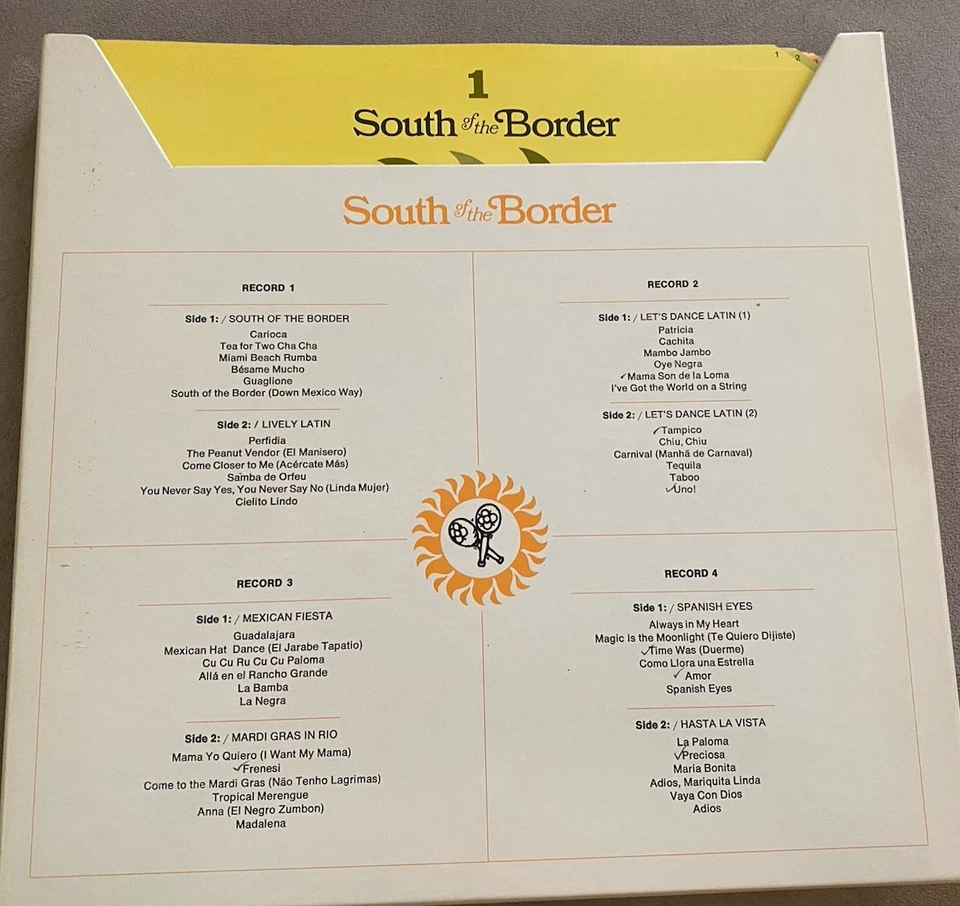 1 2
1
South of the Border
South of the Border
RECORD 1
Side 1: / SOUTH OF THE BORDER
Carioca
Tea for Two Cha Cha
Miami Beach Rumba
Bésame Mucho
Guaglione
South of the Border (Down Mexico Way)
Side 2: / LIVELY LATIN
Perfidia
The Peanut Vendor (El Manisero)
Come Closer to Me (Acércate Más)
Samba de Orfeu
You Never Say Yes, You Never Say No (Linda Mujer)
Cielito Lindo
RECORD 2
Side 1: / LET'S DANCE LATIN (1)
Patricia
Cachita
Mambo Jambo
Oye Negra
✓Mama Son de la Loma
I've Got the World on a String
Side 2: / LET'S DANCE LATIN (2)
✓Tampico
Chiu, Chiu
Carnival (Manhã de Carnaval)
Tequila
Taboo
✓Uno!
RECORD 3
Side 1: / MEXICAN FIESTA
Guadalajara
Mexican Hat Dance (El Jarabe Tapatio)
Cu Cu Ru Cu Cu Paloma
Allá en el Rancho Grande
La Bamba
La Negra
Side 2: / MARDI GRAS IN RIO
Mama Yo Quiero (I Want My Mama)
✓Frenesi
Come to the Mardi Gras (Não Tenho Lagrimas)
Tropical Merengue
Anna (El Negro Zumbon)
Madalena
RECORD 4
Side 1: / SPANISH EYES
Always in My Heart
Magic Is the Moonlight (Te Quiero Dijiste)
✓Time Was (Duerme)
Como Llora una Estrella
✓Amor
Spanish Eyes
Side 2: / HASTA LA VISTA
La Paloma
✓Preciosa
Maria Bonita
Adios, Mariquita Linda
Vaya Con Dios
Adios